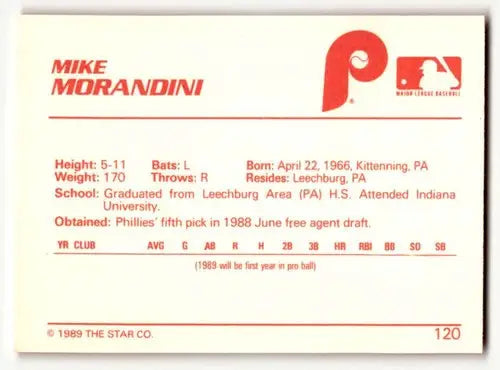 MIKE
MORANDINI
P
®
MAJOR LEAGUE BASEBALL
Height: 5-11 Bats: L Born: April 22, 1966, Kittenning, PA
Weight: 170 Throws: R Resides: Leechburg, PA
School: Graduated from Leechburg Area (PA) H.S. Attended Indiana
University.
Obtained: Phillies' fifth pick in 1988 June free agent draft.
YR CLUB AVG G AB R H 2B 3B HR RBI BB SO SB
(1989 will be first year in pro ball)
© 1989 THE STAR CO. 120